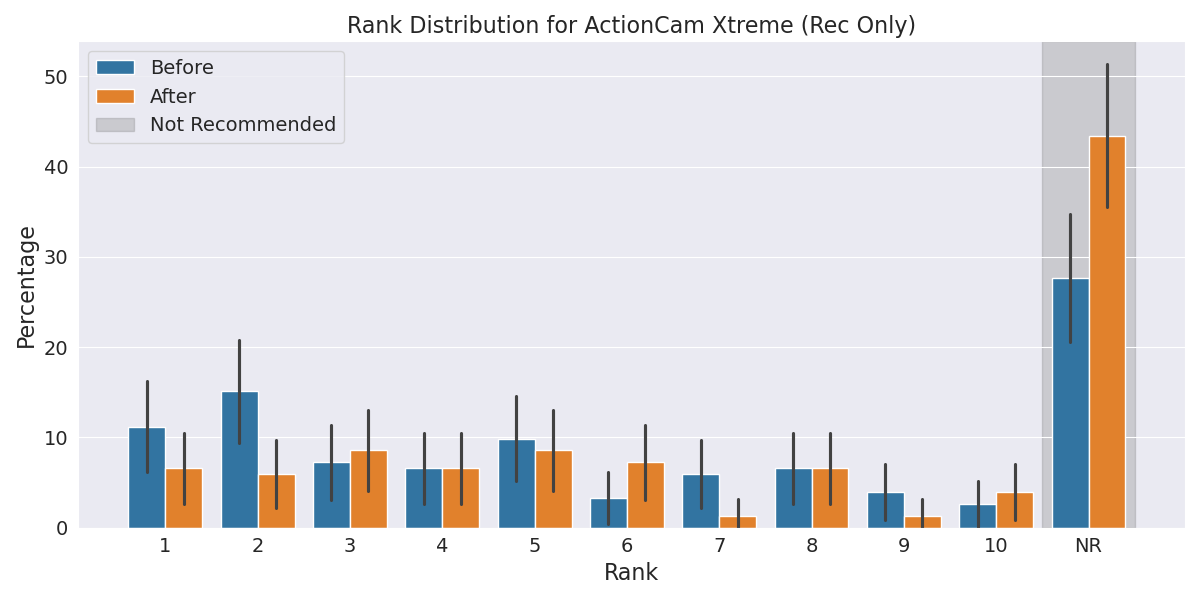 Rank Distribution for ActionCam Xtreme (Rec Only)
Before
After
Not Recommended
Percentage
50
40
30
20
10
0
1 2 3 4 5 6 7 8 9 10 NR
Rank